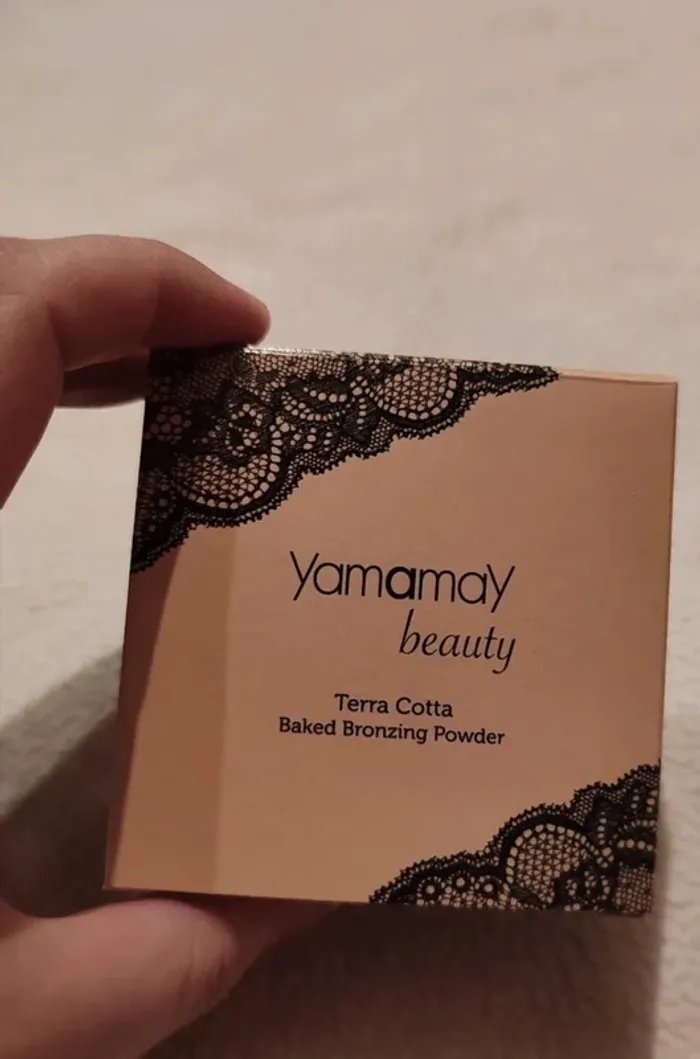 yamamay
beauty
Terra Cotta
Baked Bronzing Powder